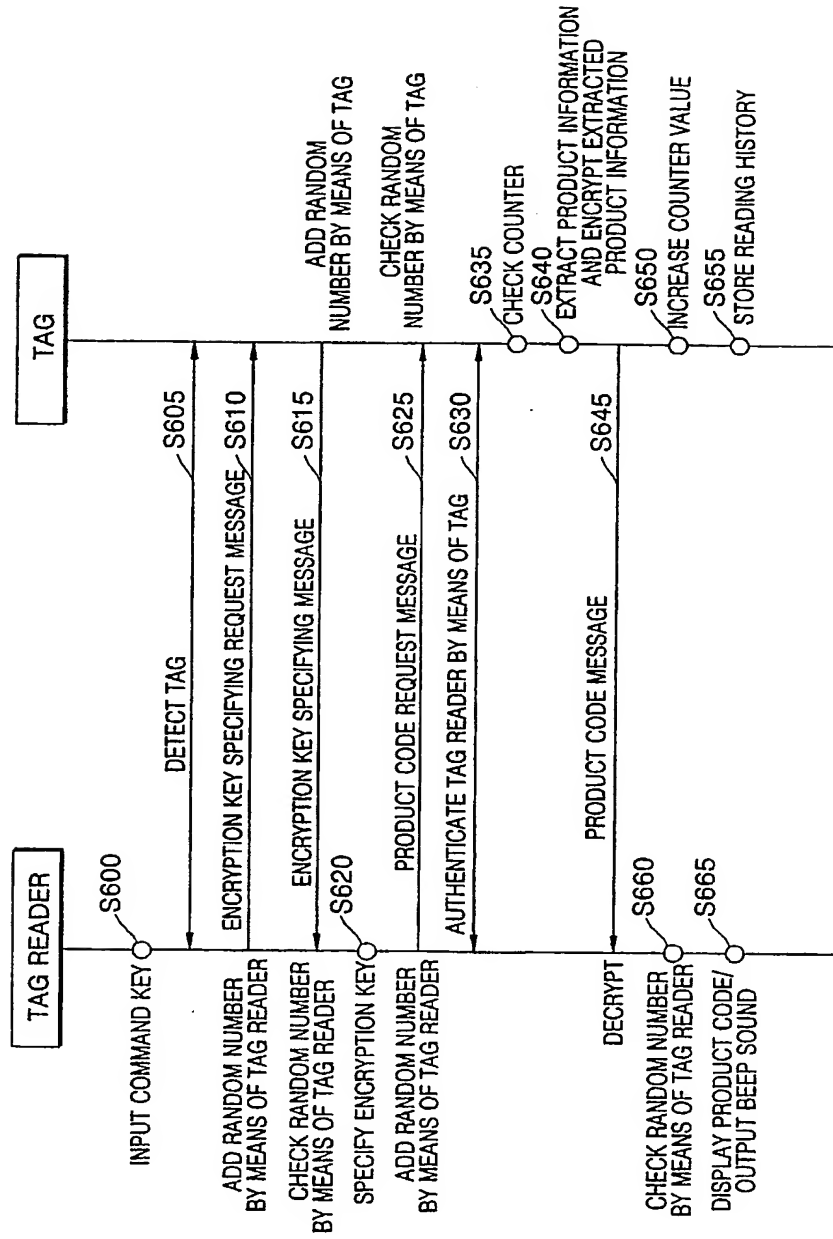 TAG READER
TAG
S600
INPUT COMMAND KEY
DETECT TAG
S605
ADD RANDOM NUMBER
BY MEANS OF TAG READER
ENCRYPTION KEY SPECIFYING REQUEST MESSAGE
S610
CHECK RANDOM NUMBER
BY MEANS OF TAG READER
ENCRYPTION KEY SPECIFYING MESSAGE
S615
ADD RANDOM
NUMBER BY MEANS OF TAG
SPECIFY ENCRYPTION KEY
S620
ADD RANDOM NUMBER
BY MEANS OF TAG READER
PRODUCT CODE REQUEST MESSAGE
S625
CHECK RANDOM
NUMBER BY MEANS OF TAG
AUTHENTICATE TAG READER BY MEANS OF TAG
S630
S635
CHECK COUNTER
S640
EXTRACT PRODUCT INFORMATION
AND ENCRYPT EXTRACTED
PRODUCT INFORMATION
DECRYPT
PRODUCT CODE MESSAGE
S645
S650
INCREASE COUNTER VALUE
S655
STORE READING HISTORY
S660
CHECK RANDOM NUMBER
BY MEANS OF TAG READER
S665
DISPLAY PRODUCT CODE/
OUTPUT BEEP SOUND